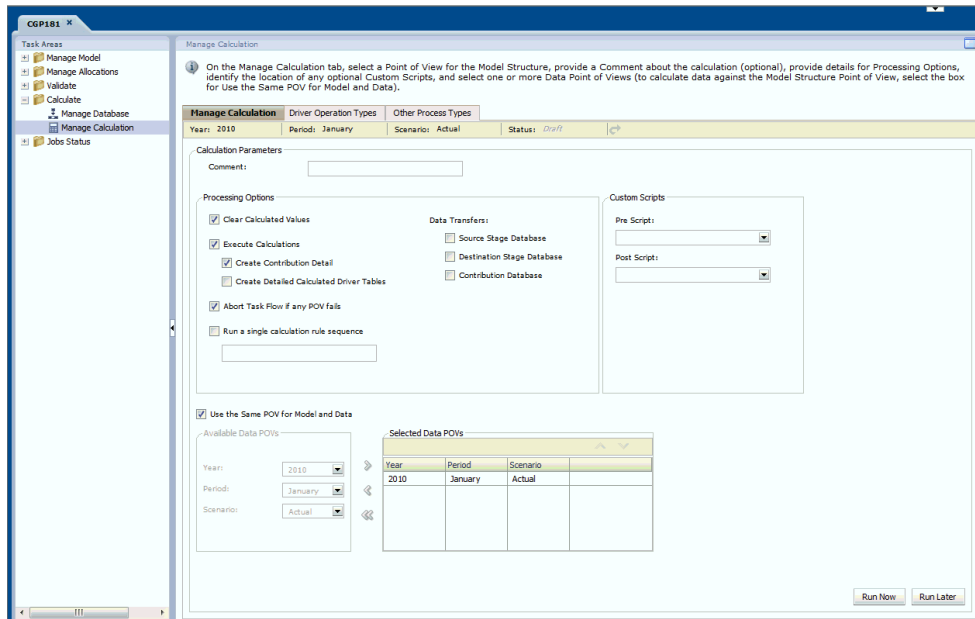 CGP181 ×
Task Areas
Manage Model
Manage Allocations
Validate
Calculate
Manage Database
Manage Calculation
Jobs Status
Manage Calculation
On the Manage Calculation tab, select a Point of View for the Model Structure, provide a Comment about the calculation (optional), provide details for Processing Options,
identify the location of any optional Custom Scripts, and select one or more Data Point of Views (to calculate data against the Model Structure Point of View, select the box
for Use the Same POV for Model and Data).
Manage Calculation Driver Operation Types Other Process Types
Year: 2010 Period: January Scenario: Actual Status: Draft
Calculation Parameters
Comment:
Processing Options
Clear Calculated Values
Execute Calculations
Create Contribution Detail
Create Detailed Calculated Driver Tables
Abort Task Flow if any POV fails
Run a single calculation rule sequence
Data Transfers:
Source Stage Database
Destination Stage Database
Contribution Database
Custom Scripts
Pre Script:
Post Script:
Use the Same POV for Model and Data
Available Data POVs
Year: 2010
Period: January
Scenario: Actual
Selected Data POVs
Year Period Scenario
2010 January Actual
Run Now Run Later